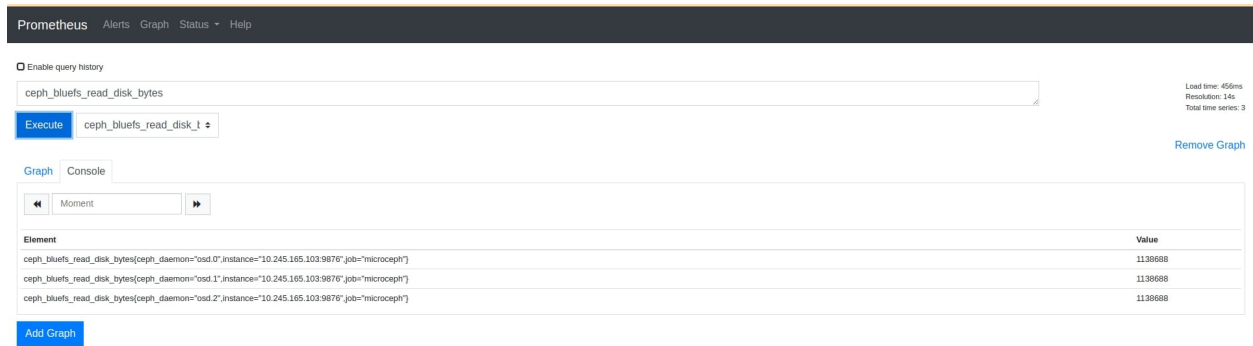 Prometheus Alerts Graph Status Help
Enable query history
ceph_bluefs_read_disk_bytes
Load time: 456ms
Resolution: 14s
Total time series: 3
Execute ceph_bluefs_read_disk_t
Remove Graph
Graph Console
Moment
Element Value
ceph_bluefs_read_disk_bytes{ceph_daemon="osd.0",instance="10.245.165.103:9876",job="microceph"} 1138688
ceph_bluefs_read_disk_bytes{ceph_daemon="osd.1",instance="10.245.165.103:9876",job="microceph"} 1138688
ceph_bluefs_read_disk_bytes{ceph_daemon="osd.2",instance="10.245.165.103:9876",job="microceph"} 1138688
Add Graph